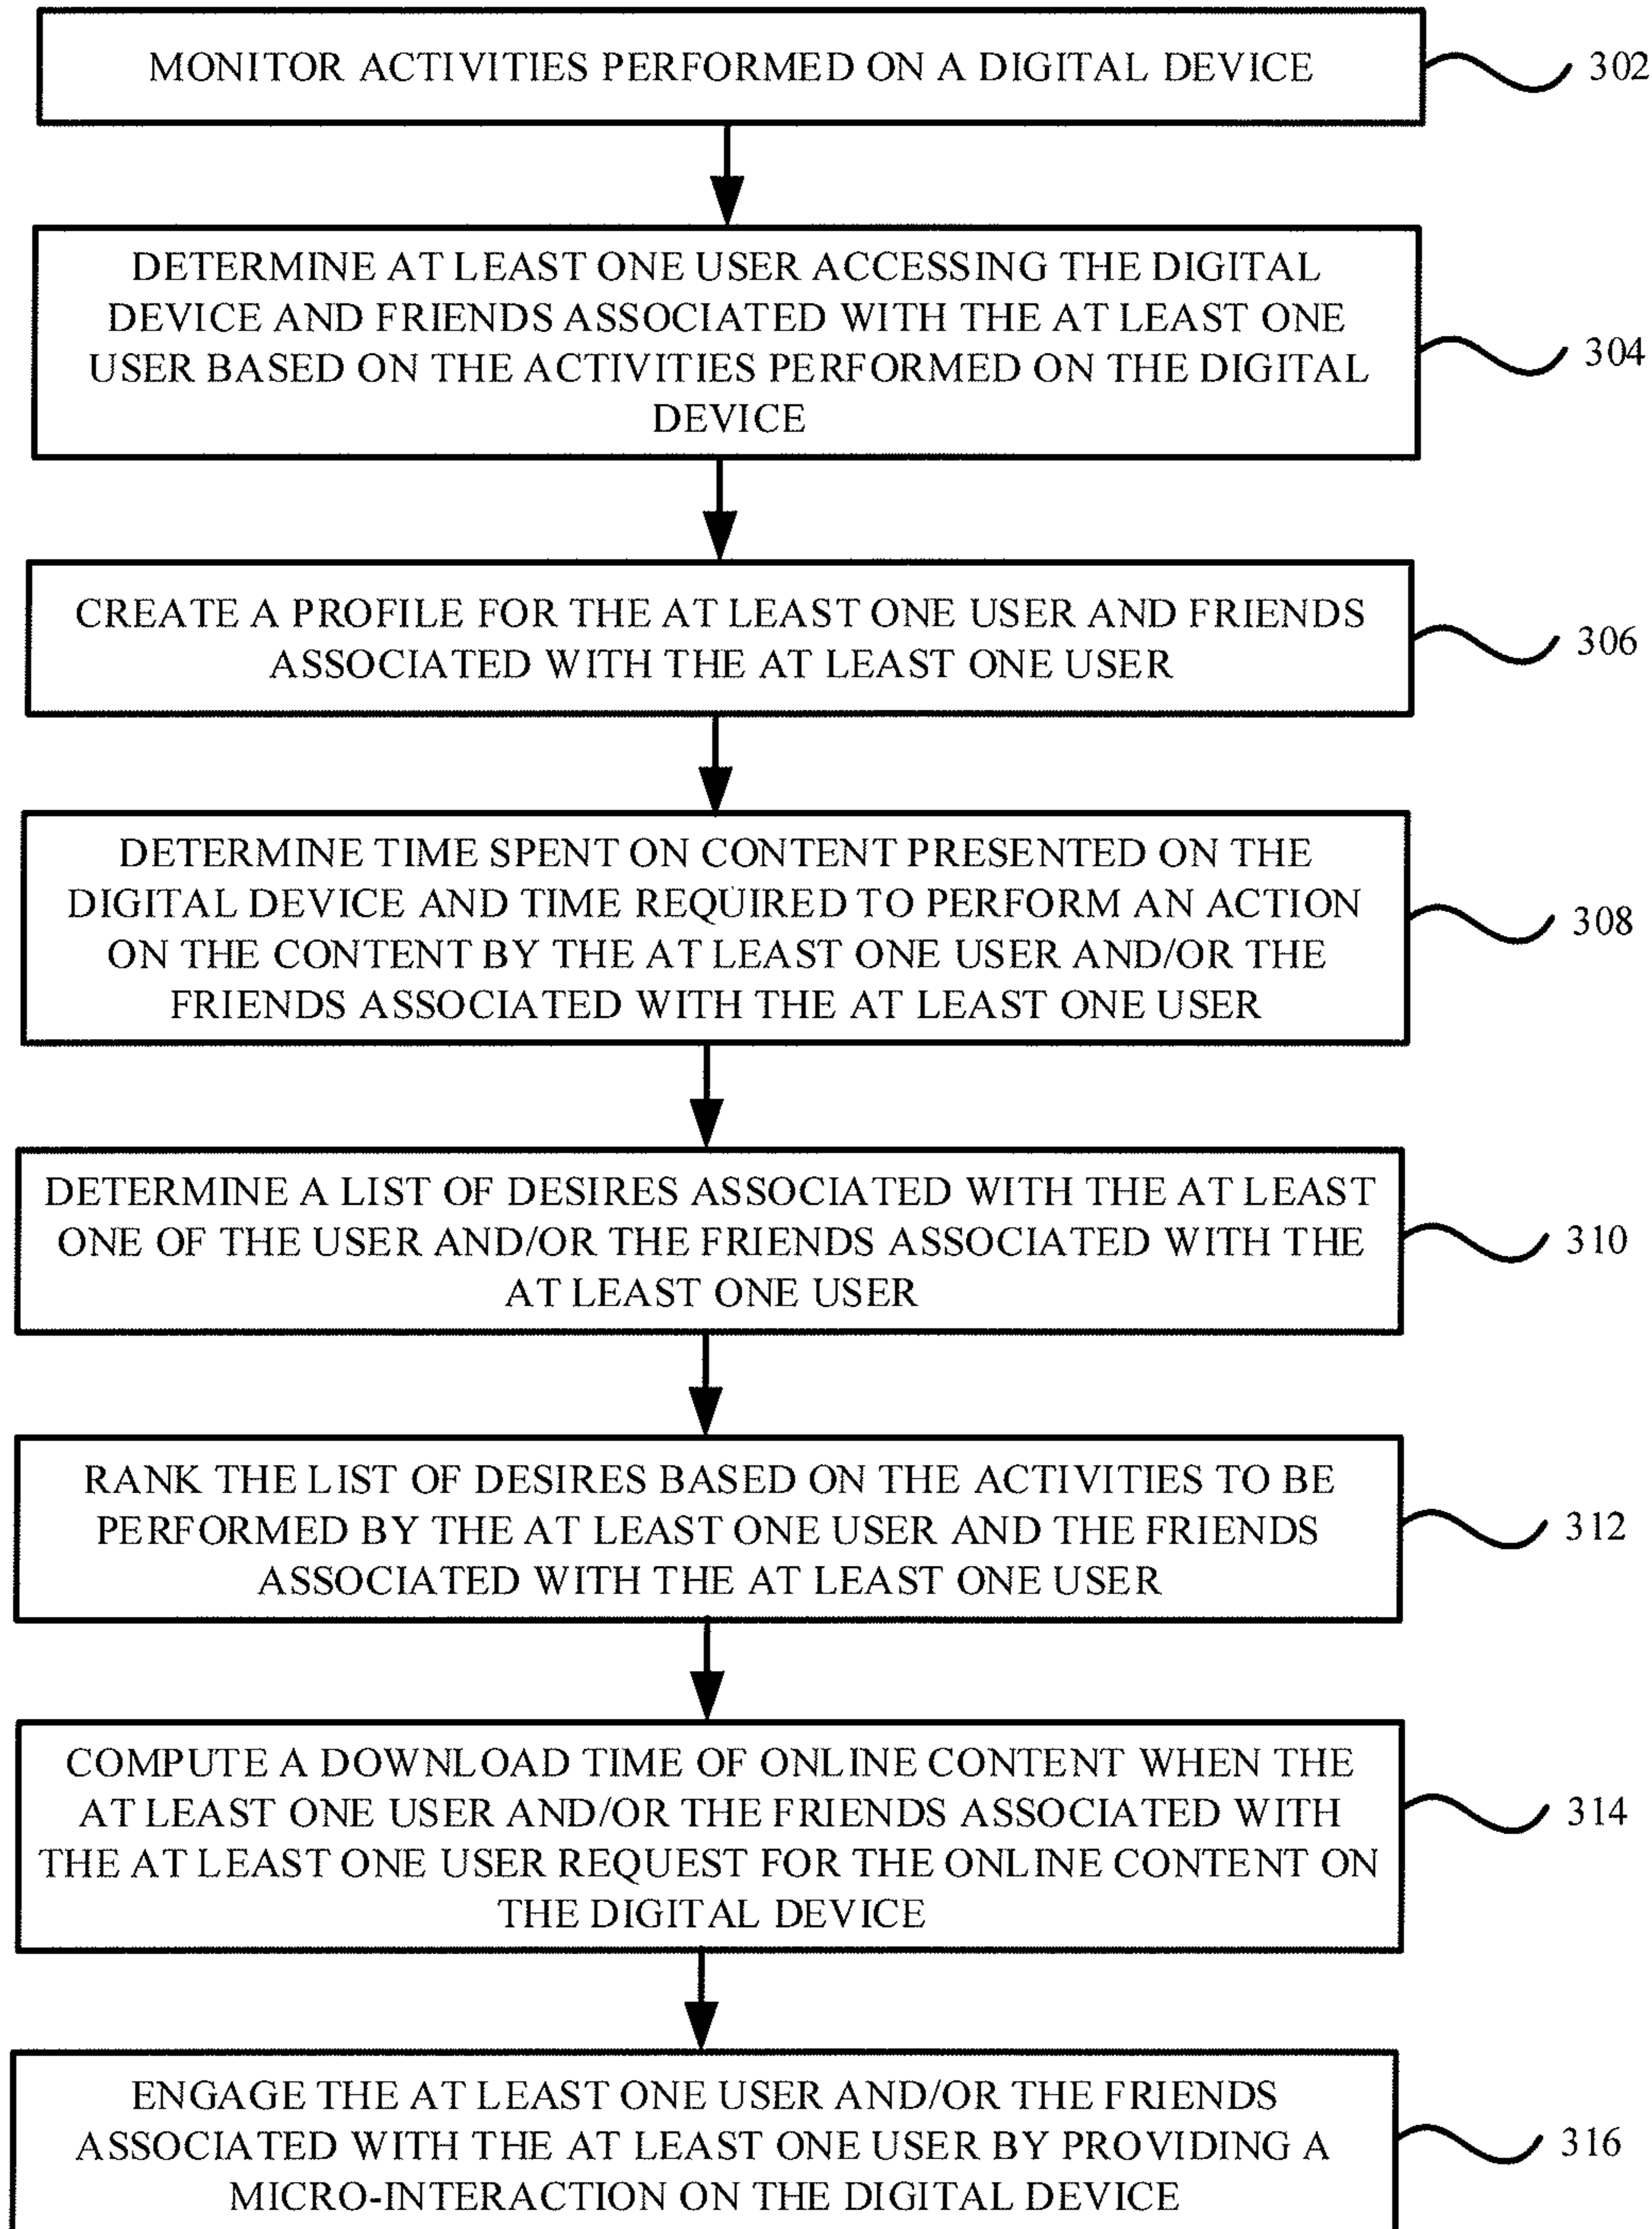 MONITOR ACTIVITIES PERFORMED ON A DIGITAL DEVICE
302
DETERMINE AT LEAST ONE USER ACCESSING THE DIGITAL
DEVICE AND FRIENDS ASSOCIATED WITH THE AT LEAST ONE
USER BASED ON THE ACTIVITIES PERFORMED ON THE DIGITAL
DEVICE
304
CREATE A PROFILE FOR THE AT LEAST ONE USER AND FRIENDS
ASSOCIATED WITH THE AT LEAST ONE USER
306
DETERMINE TIME SPENT ON CONTENT PRESENTED ON THE
DIGITAL DEVICE AND TIME REQUIRED TO PERFORM AN ACTION
ON THE CONTENT BY THE AT LEAST ONE USER AND/OR THE
FRIENDS ASSOCIATED WITH THE AT LEAST ONE USER
308
DETERMINE A LIST OF DESIRES ASSOCIATED WITH THE AT LEAST
ONE OF THE USER AND/OR THE FRIENDS ASSOCIATED WITH THE
AT LEAST ONE USER
310
RANK THE LIST OF DESIRES BASED ON THE ACTIVITIES TO BE
PERFORMED BY THE AT LEAST ONE USER AND THE FRIENDS
ASSOCIATED WITH THE AT LEAST ONE USER
312
COMPUTE A DOWNLOAD TIME OF ONLINE CONTENT WHEN THE
AT LEAST ONE USER AND/OR THE FRIENDS ASSOCIATED WITH
THE AT LEAST ONE USER REQUEST FOR THE ONLINE CONTENT ON
THE DIGITAL DEVICE
314
ENGAGE THE AT LEAST ONE USER AND/OR THE FRIENDS
ASSOCIATED WITH THE AT LEAST ONE USER BY PROVIDING A
MICRO-INTERACTION ON THE DIGITAL DEVICE
316